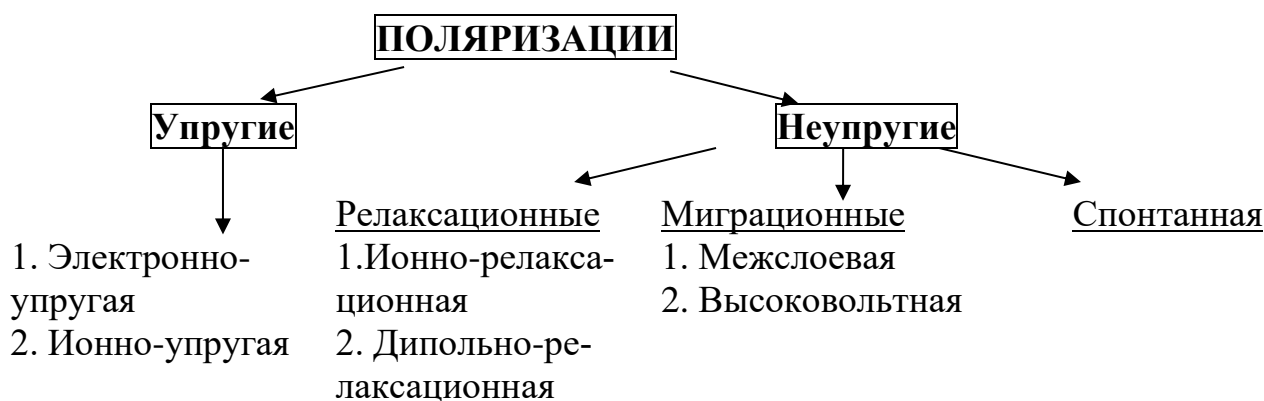 ПОЛЯРИЗАЦИИ
Упругие
Неупругие
Релаксационные
Миграционные
Спонтанная
1. Электронно-
упругая
2. Ионно-упругая
1.Ионно-релакса-
ционная
2. Дипольно-ре-
лаксационная
1. Межслоевая
2. Высоковольтная